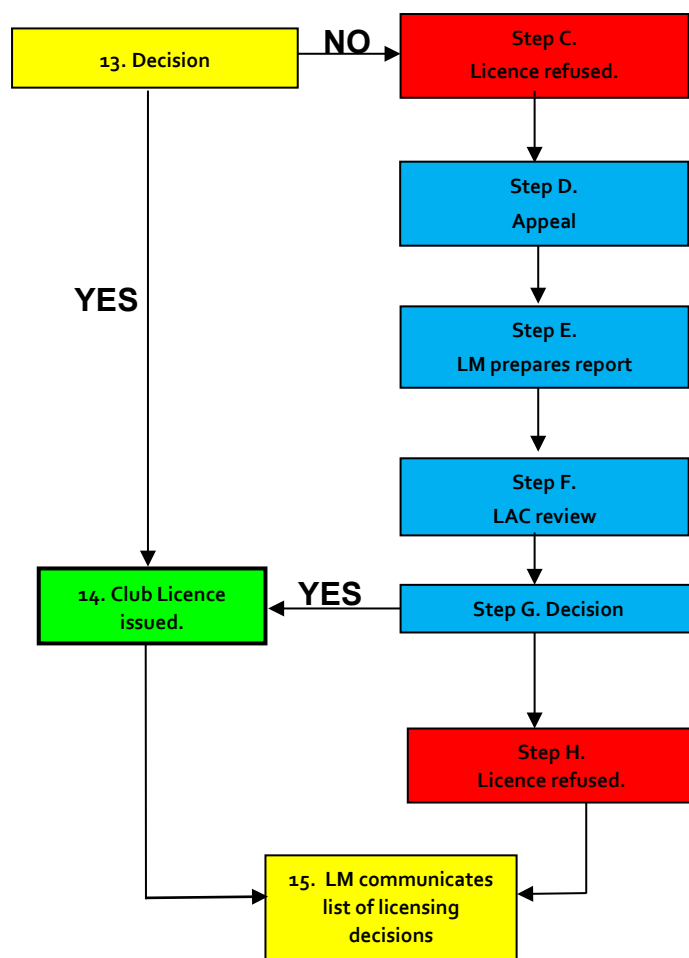 13. Decision
NO
Step C.
Licence refused.
Step D.
Appeal
YES
Step E.
LM prepares report
Step F.
LAC review
14. Club Licence
issued.
YES
Step G. Decision
Step H.
Licence refused.
15. LM communicates
list of licensing
decisions